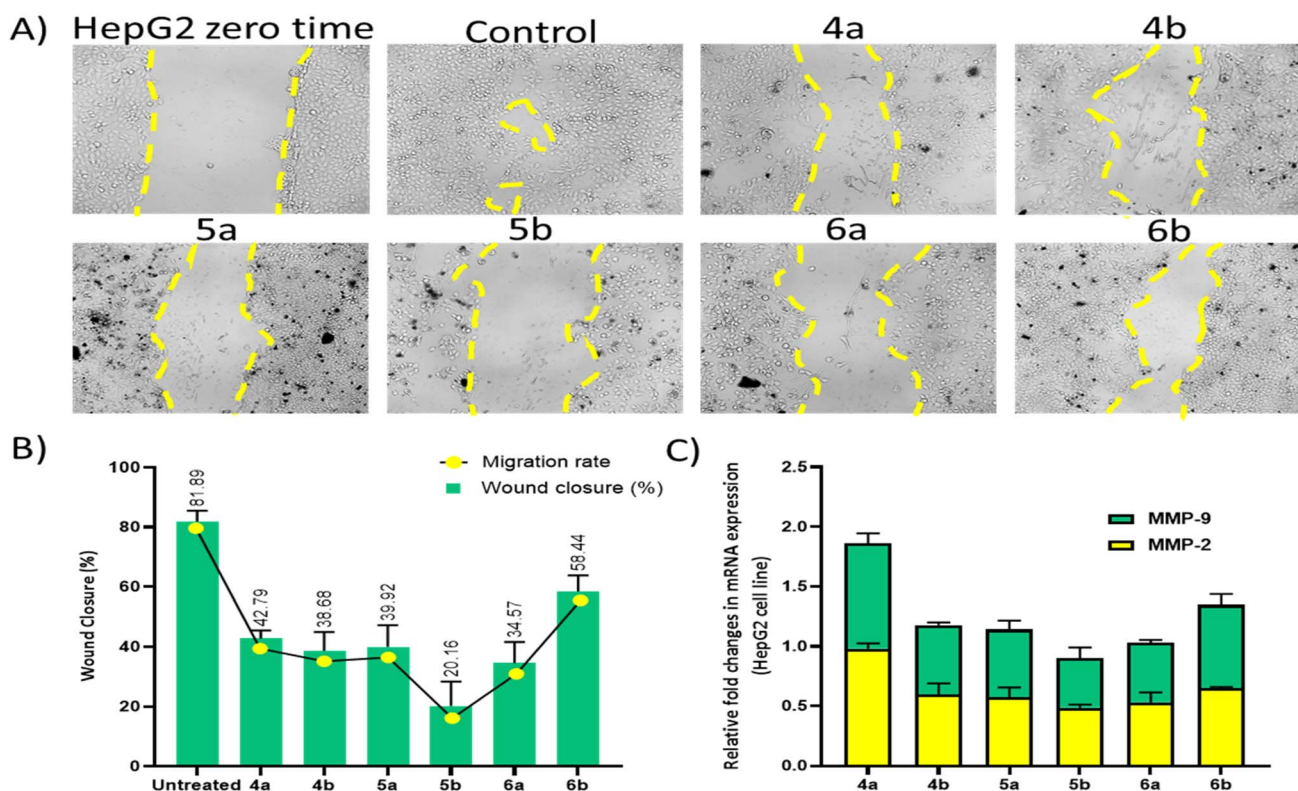 A)
HepG2 zero time
Control
4a
4b
5a
5b
6a
6b
B)
Wound Closure (%)
100
80
60
40
20
0
81.89
42.79
38.68
39.92
20.16
34.57
58.44
Migration rate
Wound closure (%)
Untreated 4a 4b 5a 5b 6a 6b
C)
Relative fold changes in mRNA expression
(HepG2 cell line)
2.5
2.0
1.5
1.0
0.5
0.0
MMP-9
MMP-2
4a 4b 5a 5b 6a 6b